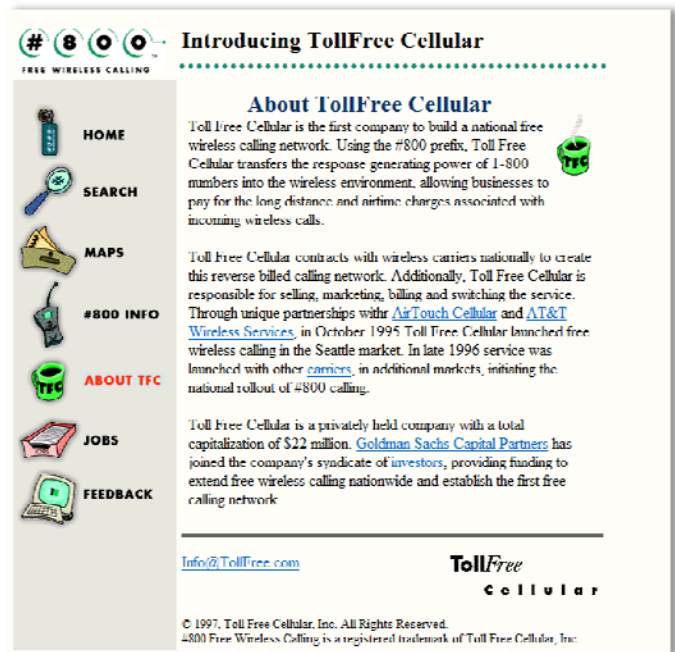 #800
™
FREE WIRELESS CALLING
Introducing TollFree Cellular
HOME
SEARCH
MAPS
#800 INFO
TFC
ABOUT TFC
JOBS
FEEDBACK
About TollFree Cellular
TFC
Toll Free Cellular is the first company to build a national free
wireless calling network. Using the #800 prefix, Toll Free
Cellular transfers the response generating power of 1-800
numbers into the wireless environment, allowing businesses to
pay for the long distance and airtime charges associated with
incoming wireless calls.
Toll Free Cellular contracts with wireless carriers nationally to create
this reverse billed calling network. Additionally, Toll Free Cellular is
responsible for selling, marketing, billing and switching the service.
Through unique partnerships withr AirTouch Cellular and AT&T
Wireless Services, in October 1995 Toll Free Cellular launched free
wireless calling in the Seattle market. In late 1996 service was
launched with other carriers, in additional markets, initiating the
national rollout of #800 calling.
Toll Free Cellular is a privately held company with a total
capitalization of $22 million. Goldman Sachs Capital Partners has
joined the company's syndicate of investors, providing funding to
extend free wireless calling nationwide and establish the first free
calling network
Info@TollFree.com
TollFree
Cellular
© 1997, Toll Free Cellular, Inc. All Rights Reserved.
#800 Free Wireless Calling is a registered trademark of Toll Free Cellular, Inc